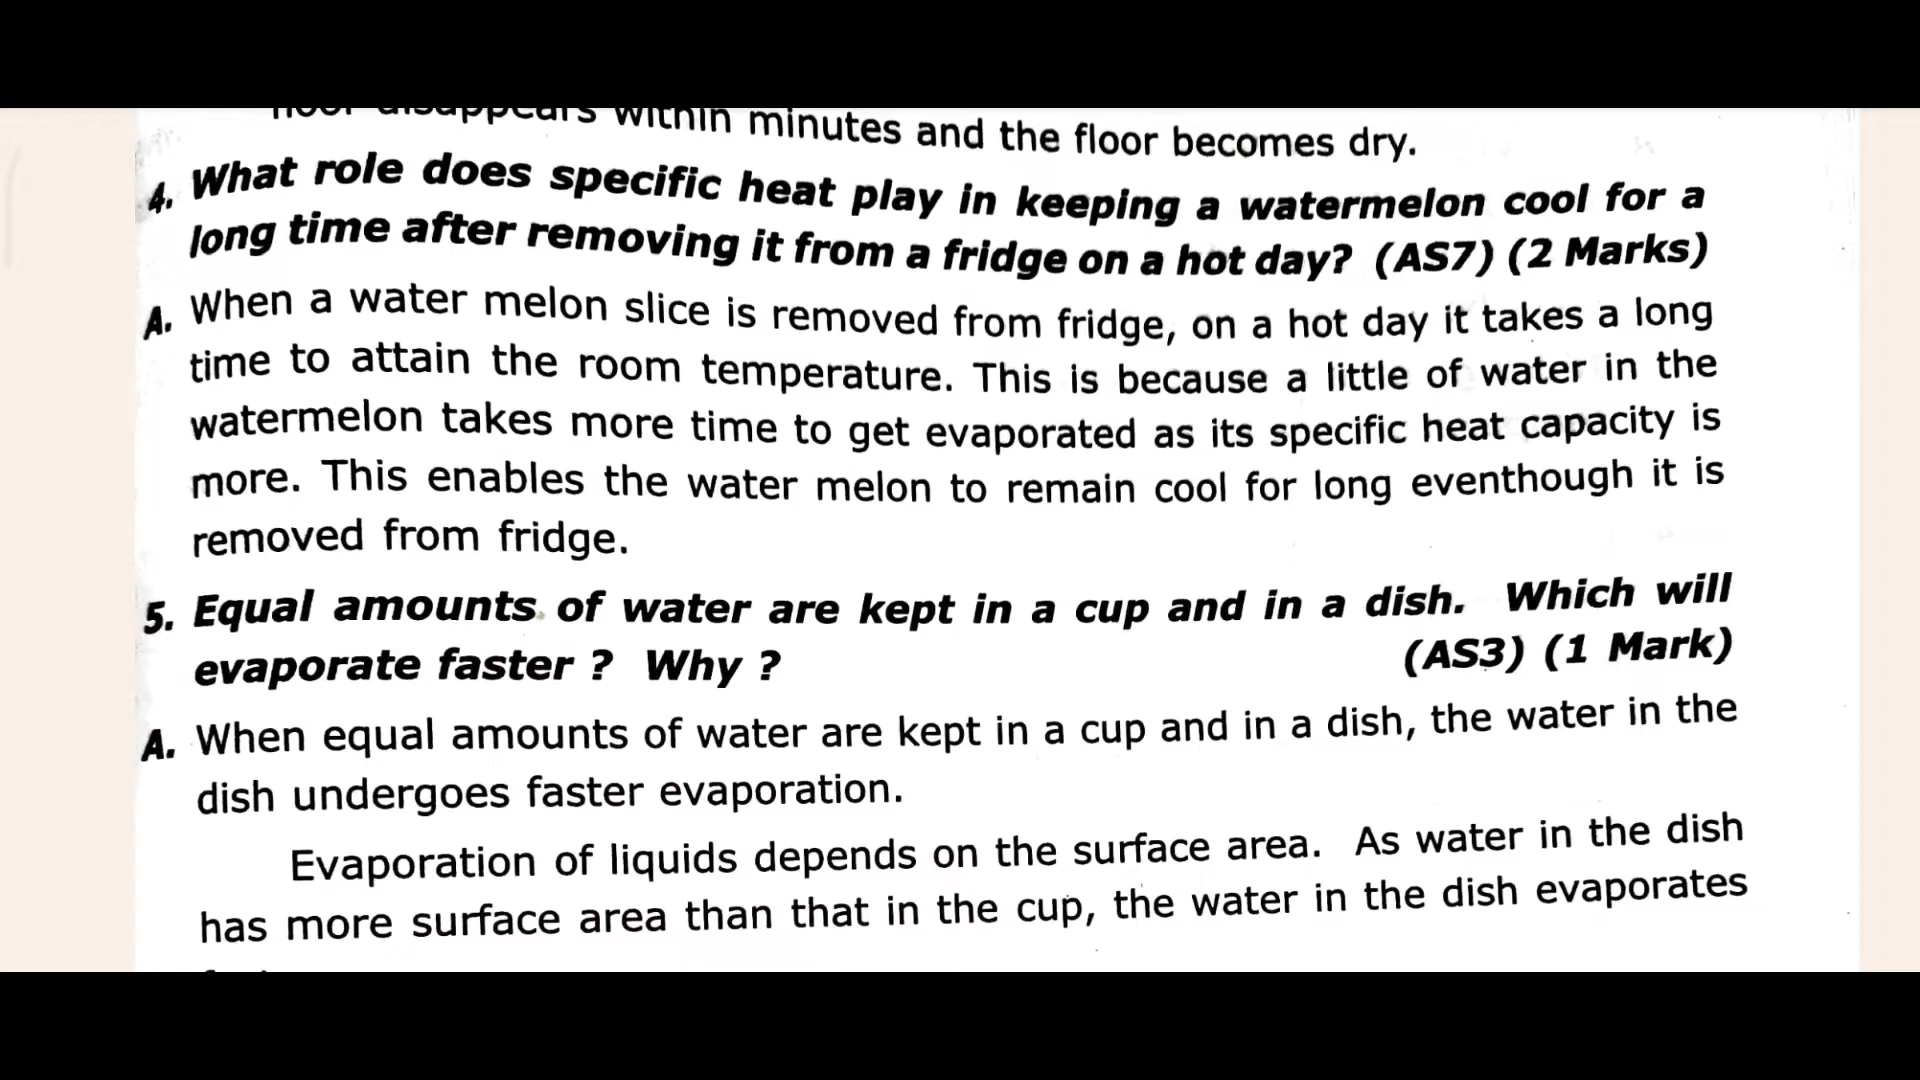 floor disappears within minutes and the floor becomes dry.
4. What role does specific heat play in keeping a watermelon cool for a
long time after removing it from a fridge on a hot day? (AS7) (2 Marks)
A. When a water melon slice is removed from fridge, on a hot day it takes a long
time to attain the room temperature. This is because a little of water in the
watermelon takes more time to get evaporated as its specific heat capacity is
more. This enables the water melon to remain cool for long eventhough it is
removed from fridge.
5. Equal amounts of water are kept in a cup and in a dish. Which will
evaporate faster ? Why ? (AS3) (1 Mark)
A. When equal amounts of water are kept in a cup and in a dish, the water in the
dish undergoes faster evaporation.
Evaporation of liquids depends on the surface area. As water in the dish
has more surface area than that in the cup, the water in the dish evaporates